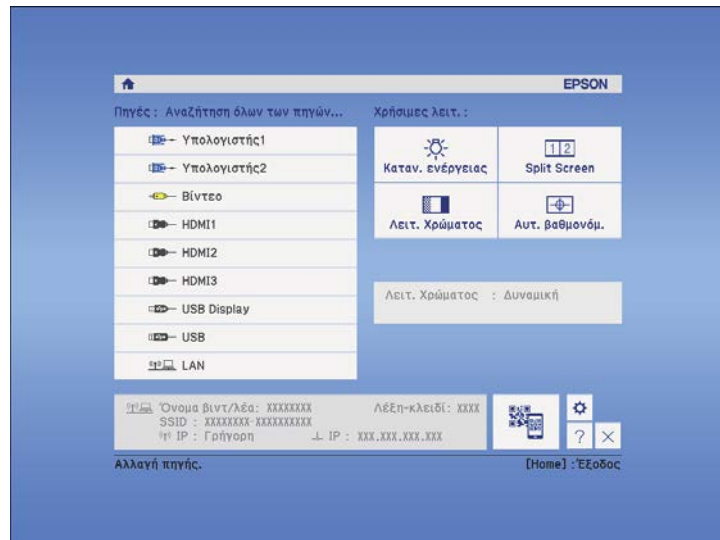 EPSON
Πηγές : Αναζήτηση όλων των πηγών...
Χρήσιμες λειτ. :
Υπολογιστής1
Υπολογιστής2
Βίντεο
HDMI1
HDMI2
HDMI3
USB Display
USB
LAN
Καταν. ενέργειας
1 2
Split Screen
Λειτ. Χρώματος
Αυτ. βαθμονόμ.
Λειτ. Χρώματος : Δυναμική
Όνομα βιντ/λέα: XXXXXXXX Λέξη-κλειδί: XXXX
SSID : XXXXXXXX-XXXXXXXXXX
IP : Γρήγορη IP : XXX.XXX.XXX.XXX
?
Αλλαγή πηγής. [Home] :Έξοδος